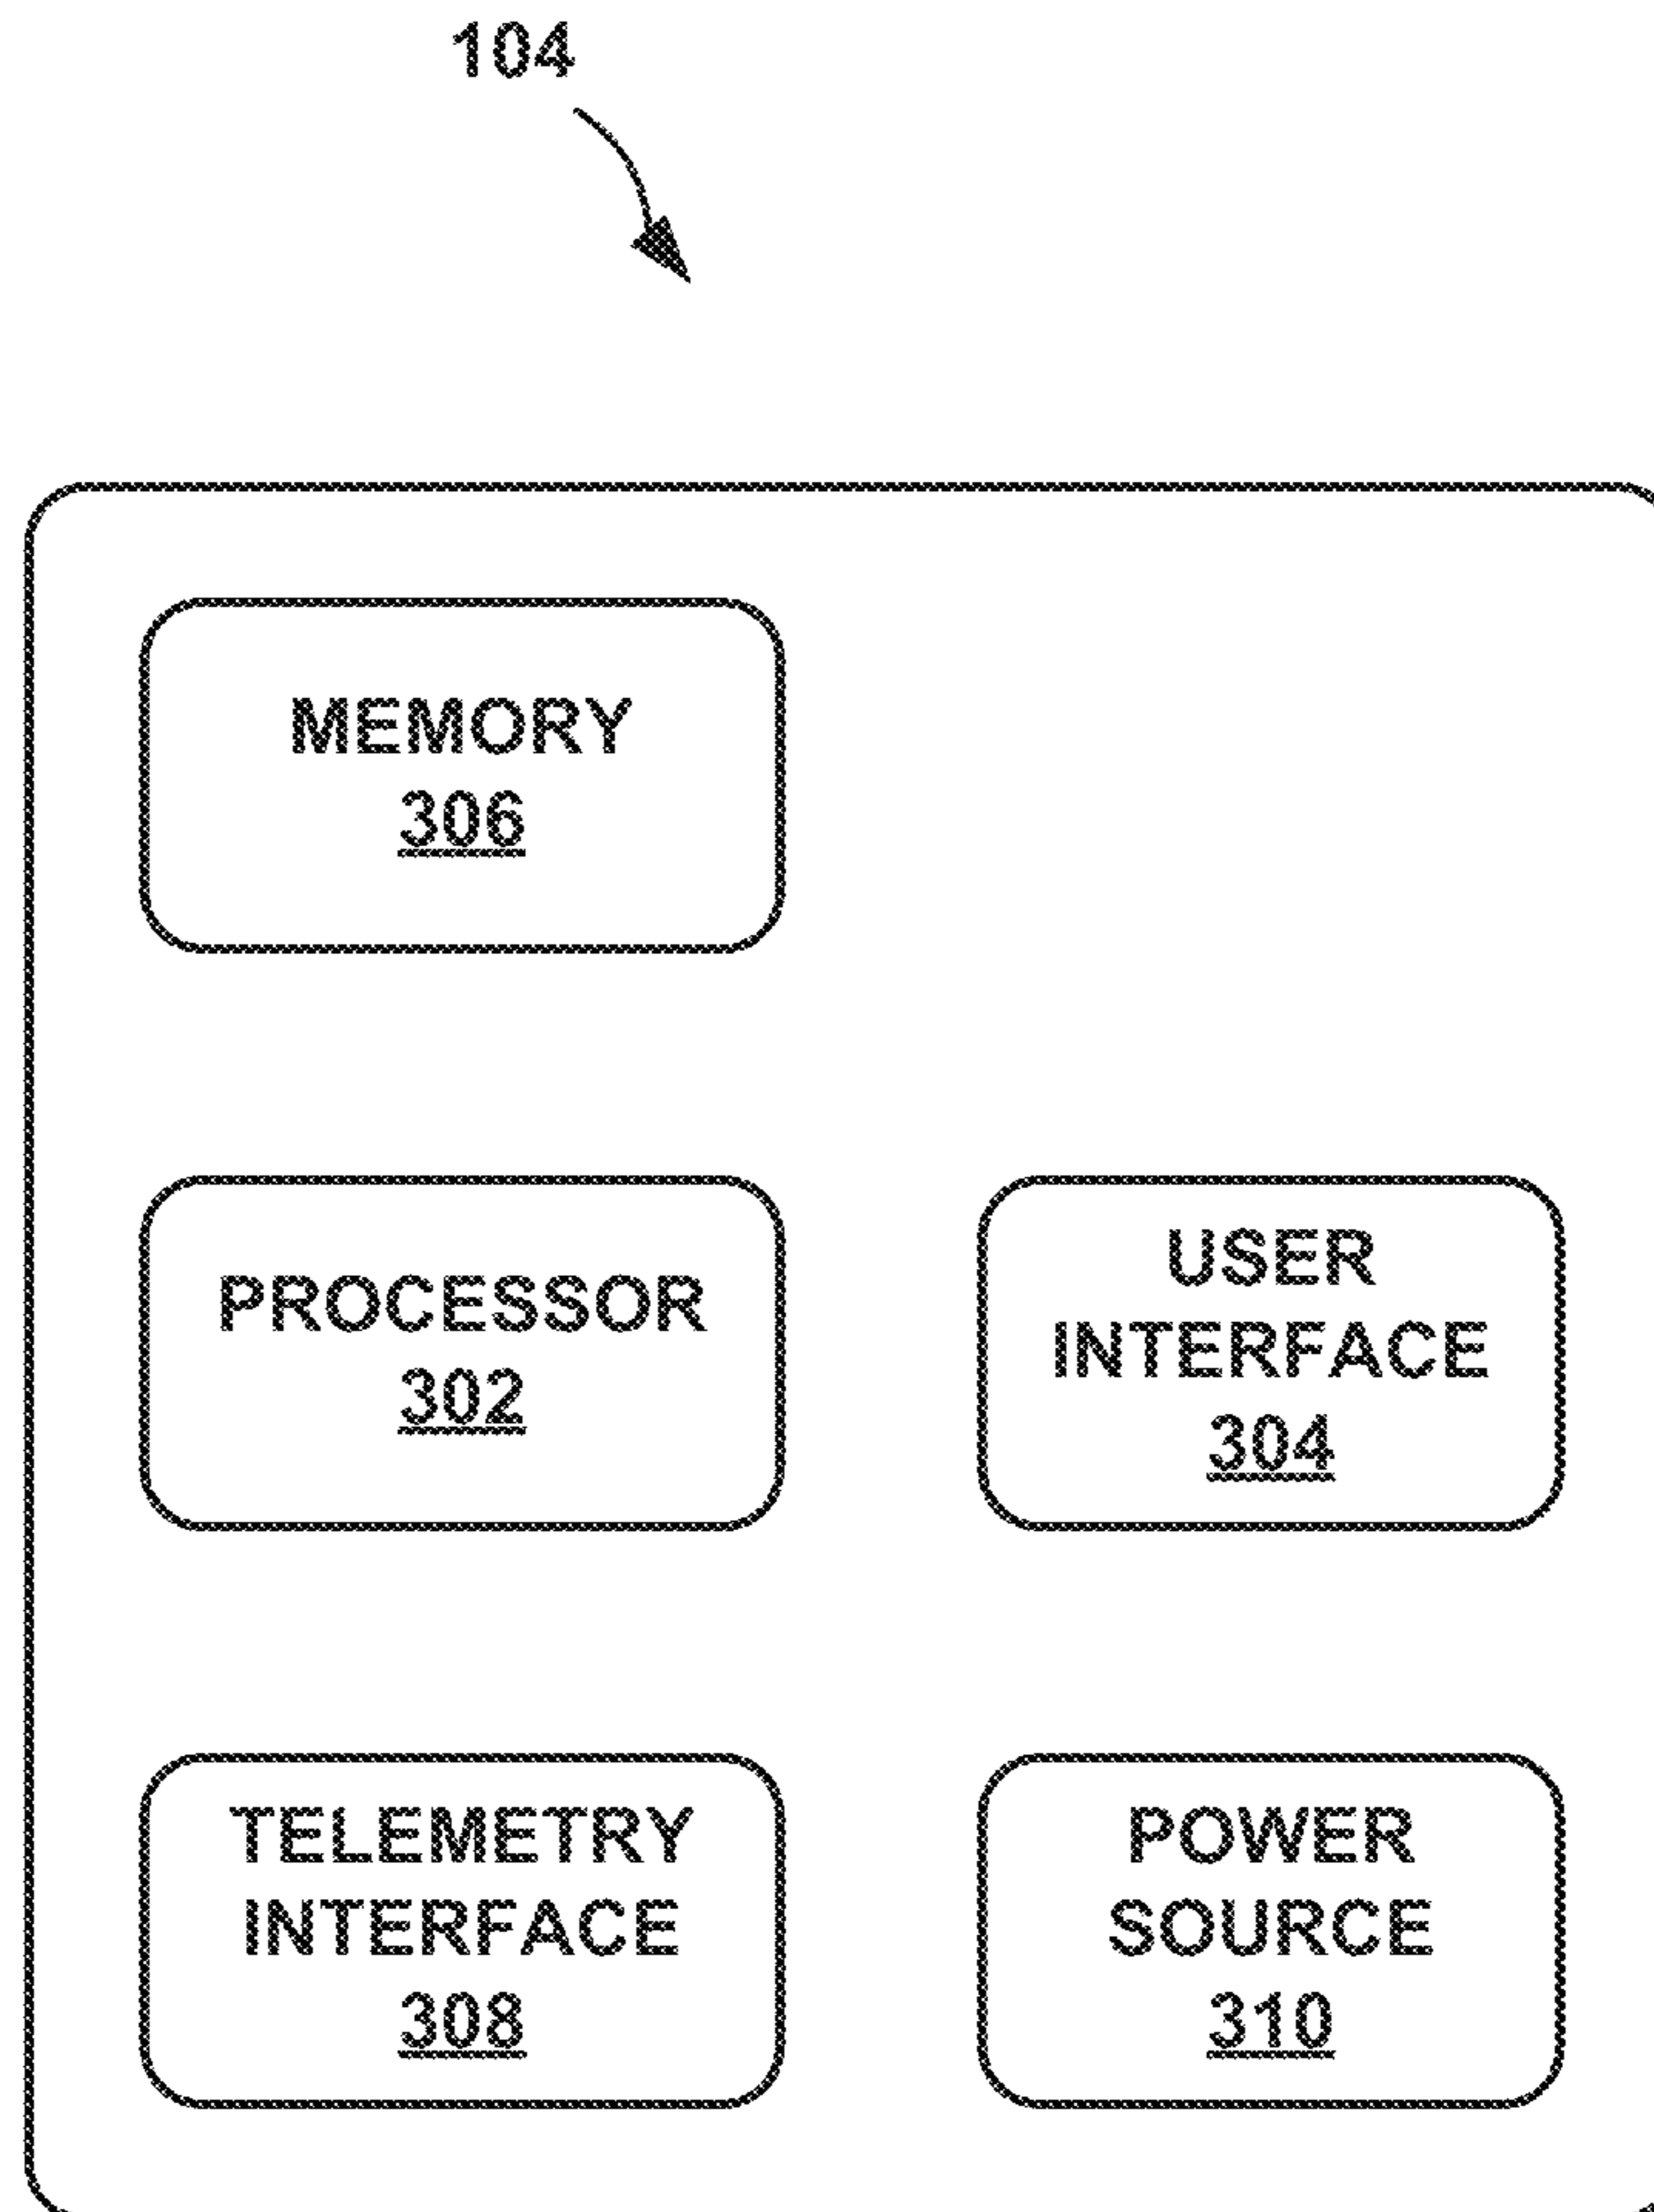 104
MEMORY
306
PROCESSOR
302
USER
INTERFACE
304
TELEMETRY
INTERFACE
308
POWER
SOURCE
310